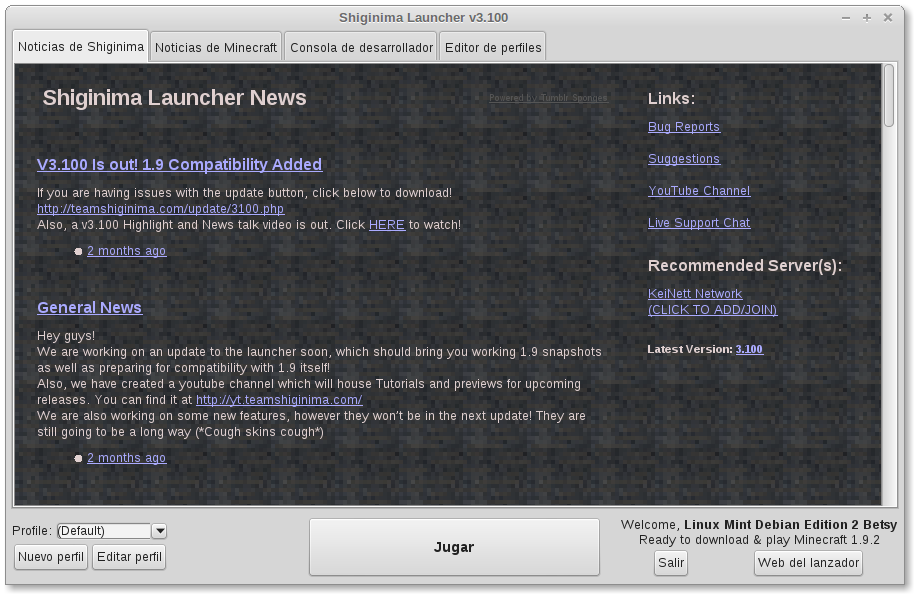 Shiginima Launcher v3.100
Noticias de Shiginima
Noticias de Minecraft
Consola de desarrollador
Editor de perfiles
Shiginima Launcher News
Powered by Tumblr Sponges
V3.100 Is out! 1.9 Compatibility Added
If you are having issues with the update button, click below to download!
http://teamshiginima.com/update/3100.php
Also, a v3.100 Highlight and News talk video is out. Click HERE to watch!
2 months ago
General News
Hey guys!
We are working on an update to the launcher soon, which should bring you working 1.9 snapshots
as well as preparing for compatibility with 1.9 itself!
Also, we have created a youtube channel which will house Tutorials and previews for upcoming
releases. You can find it at http://yt.teamshiginima.com/
We are also working on some new features, however they won't be in the next update! They are
still going to be a long way (*Cough skins cough*)
2 months ago
Links:
Bug Reports
Suggestions
YouTube Channel
Live Support Chat
Recommended Server(s):
KeiNett Network
(CLICK TO ADD/JOIN)
Latest Version: 3.100
Profile: (Default)
Nuevo perfil
Editar perfil
Jugar
Welcome, Linux Mint Debian Edition 2 Betsy
Ready to download & play Minecraft 1.9.2
Salir
Web del lanzador